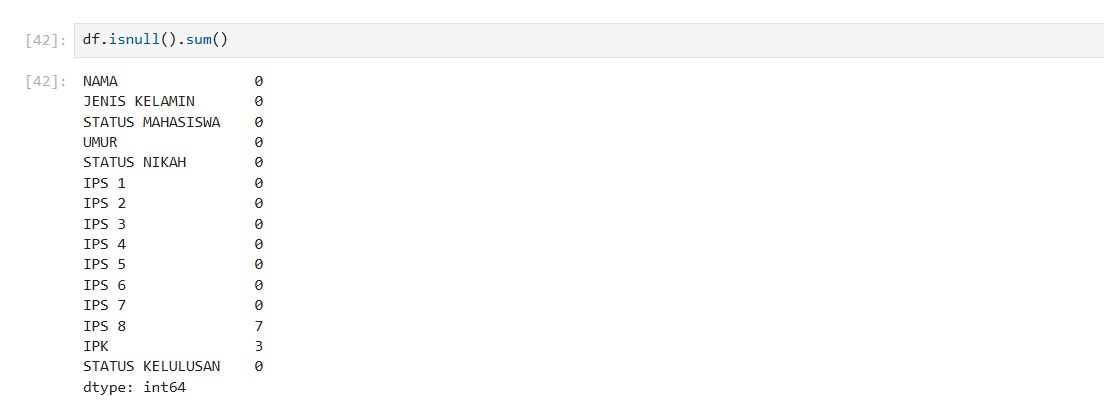 [42]: df.isnull().sum()
[42]: NAMA 0
JENIS KELAMIN 0
STATUS MAHASISWA 0
UMUR 0
STATUS NIKAH 0
IPS 1 0
IPS 2 0
IPS 3 0
IPS 4 0
IPS 5 0
IPS 6 0
IPS 7 0
IPS 8 7
IPK 3
STATUS KELULUSAN 0
dtype: int64